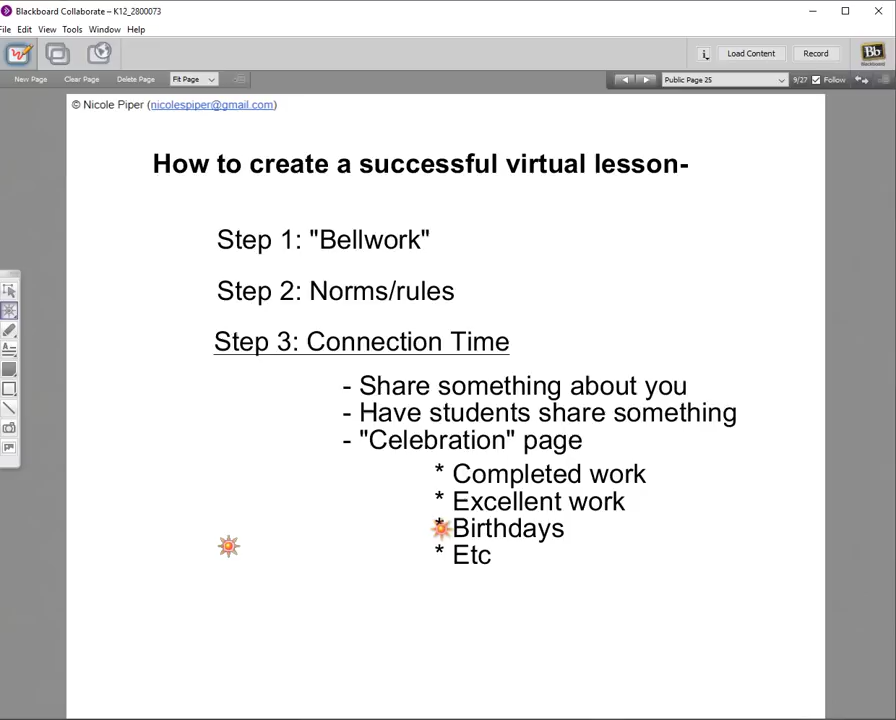 Blackboard Collaborate - K12_2800073
File Edit View Tools Window Help
Load Content
Record
Bb
Blackboard
New Page
Clear Page
Delete Page
Fit Page
Public Page 25
9/27
Follow
© Nicole Piper (nicolespiper@gmail.com)
How to create a successful virtual lesson-
Step 1: "Bellwork"
Step 2: Norms/rules
Step 3: Connection Time
- Share something about you
- Have students share something
- "Celebration" page
* Completed work
* Excellent work
* Birthdays
* Etc